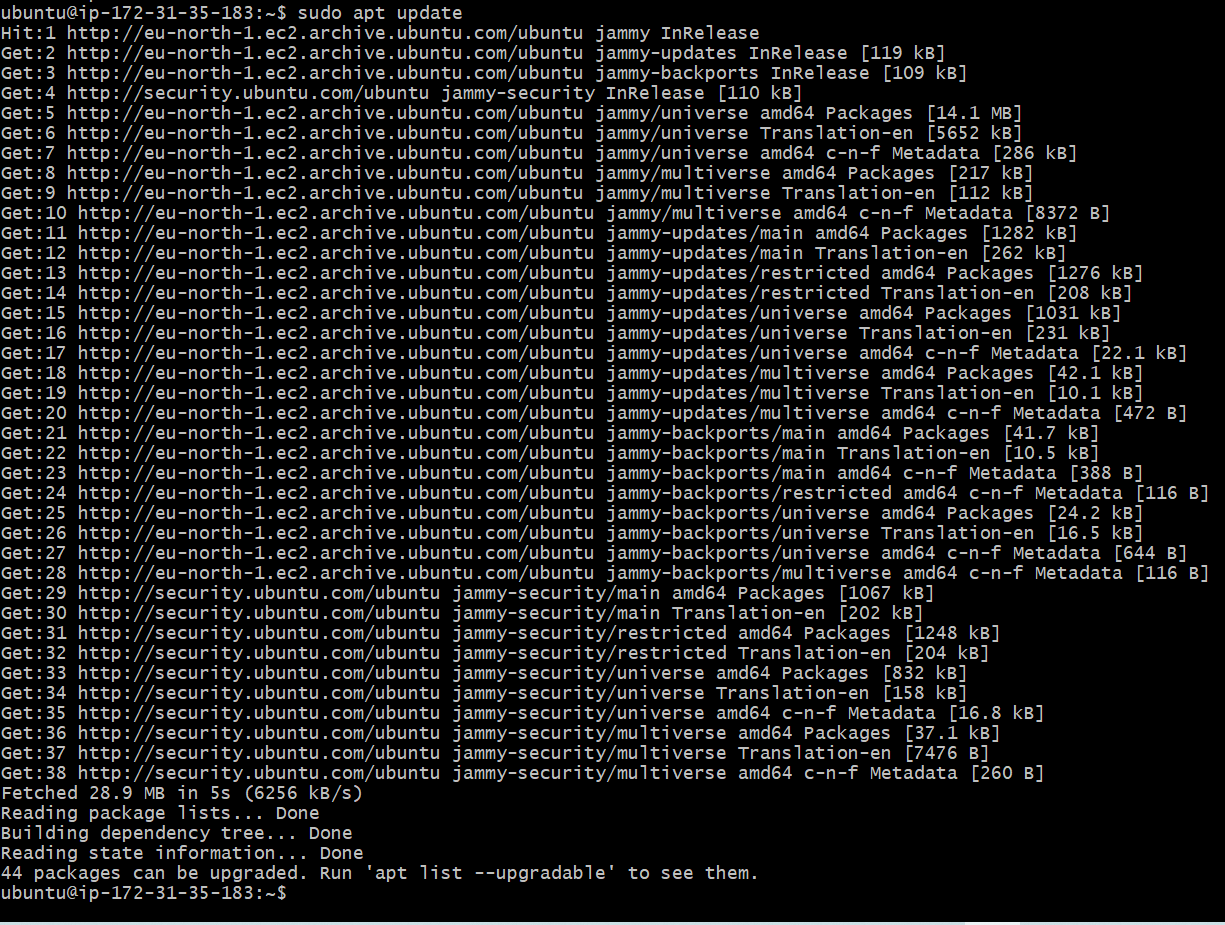 ubuntu@ip-172-31-35-183:~$ sudo apt update
Hit:1 http://eu-north-1.ec2.archive.ubuntu.com/ubuntu jammy InRelease
Get:2 http://eu-north-1.ec2.archive.ubuntu.com/ubuntu jammy-updates InRelease [119 kB]
Get:3 http://eu-north-1.ec2.archive.ubuntu.com/ubuntu jammy-backports InRelease [109 kB]
Get:4 http://security.ubuntu.com/ubuntu jammy-security InRelease [110 kB]
Get:5 http://eu-north-1.ec2.archive.ubuntu.com/ubuntu jammy/universe amd64 Packages [14.1 MB]
Get:6 http://eu-north-1.ec2.archive.ubuntu.com/ubuntu jammy/universe Translation-en [5652 kB]
Get:7 http://eu-north-1.ec2.archive.ubuntu.com/ubuntu jammy/universe amd64 c-n-f Metadata [286 kB]
Get:8 http://eu-north-1.ec2.archive.ubuntu.com/ubuntu jammy/multiverse amd64 Packages [217 kB]
Get:9 http://eu-north-1.ec2.archive.ubuntu.com/ubuntu jammy/multiverse Translation-en [112 kB]
Get:10 http://eu-north-1.ec2.archive.ubuntu.com/ubuntu jammy/multiverse amd64 c-n-f Metadata [8372 B]
Get:11 http://eu-north-1.ec2.archive.ubuntu.com/ubuntu jammy-updates/main amd64 Packages [1282 kB]
Get:12 http://eu-north-1.ec2.archive.ubuntu.com/ubuntu jammy-updates/main Translation-en [262 kB]
Get:13 http://eu-north-1.ec2.archive.ubuntu.com/ubuntu jammy-updates/restricted amd64 Packages [1276 kB]
Get:14 http://eu-north-1.ec2.archive.ubuntu.com/ubuntu jammy-updates/restricted Translation-en [208 kB]
Get:15 http://eu-north-1.ec2.archive.ubuntu.com/ubuntu jammy-updates/universe amd64 Packages [1031 kB]
Get:16 http://eu-north-1.ec2.archive.ubuntu.com/ubuntu jammy-updates/universe Translation-en [231 kB]
Get:17 http://eu-north-1.ec2.archive.ubuntu.com/ubuntu jammy-updates/universe amd64 c-n-f Metadata [22.1 kB]
Get:18 http://eu-north-1.ec2.archive.ubuntu.com/ubuntu jammy-updates/multiverse amd64 Packages [42.1 kB]
Get:19 http://eu-north-1.ec2.archive.ubuntu.com/ubuntu jammy-updates/multiverse Translation-en [10.1 kB]
Get:20 http://eu-north-1.ec2.archive.ubuntu.com/ubuntu jammy-updates/multiverse amd64 c-n-f Metadata [472 B]
Get:21 http://eu-north-1.ec2.archive.ubuntu.com/ubuntu jammy-backports/main amd64 Packages [41.7 kB]
Get:22 http://eu-north-1.ec2.archive.ubuntu.com/ubuntu jammy-backports/main Translation-en [10.5 kB]
Get:23 http://eu-north-1.ec2.archive.ubuntu.com/ubuntu jammy-backports/main amd64 c-n-f Metadata [388 B]
Get:24 http://eu-north-1.ec2.archive.ubuntu.com/ubuntu jammy-backports/restricted amd64 c-n-f Metadata [116 B]
Get:25 http://eu-north-1.ec2.archive.ubuntu.com/ubuntu jammy-backports/universe amd64 Packages [24.2 kB]
Get:26 http://eu-north-1.ec2.archive.ubuntu.com/ubuntu jammy-backports/universe Translation-en [16.5 kB]
Get:27 http://eu-north-1.ec2.archive.ubuntu.com/ubuntu jammy-backports/universe amd64 c-n-f Metadata [644 B]
Get:28 http://eu-north-1.ec2.archive.ubuntu.com/ubuntu jammy-backports/multiverse amd64 c-n-f Metadata [116 B]
Get:29 http://security.ubuntu.com/ubuntu jammy-security/main amd64 Packages [1067 kB]
Get:30 http://security.ubuntu.com/ubuntu jammy-security/main Translation-en [202 kB]
Get:31 http://security.ubuntu.com/ubuntu jammy-security/restricted amd64 Packages [1248 kB]
Get:32 http://security.ubuntu.com/ubuntu jammy-security/restricted Translation-en [204 kB]
Get:33 http://security.ubuntu.com/ubuntu jammy-security/universe amd64 Packages [832 kB]
Get:34 http://security.ubuntu.com/ubuntu jammy-security/universe Translation-en [158 kB]
Get:35 http://security.ubuntu.com/ubuntu jammy-security/universe amd64 c-n-f Metadata [16.8 kB]
Get:36 http://security.ubuntu.com/ubuntu jammy-security/multiverse amd64 Packages [37.1 kB]
Get:37 http://security.ubuntu.com/ubuntu jammy-security/multiverse Translation-en [7476 B]
Get:38 http://security.ubuntu.com/ubuntu jammy-security/multiverse amd64 c-n-f Metadata [260 B]
Fetched 28.9 MB in 5s (6256 kB/s)
Reading package lists... Done
Building dependency tree... Done
Reading state information... Done
44 packages can be upgraded. Run 'apt list --upgradable' to see them.
ubuntu@ip-172-31-35-183:~$